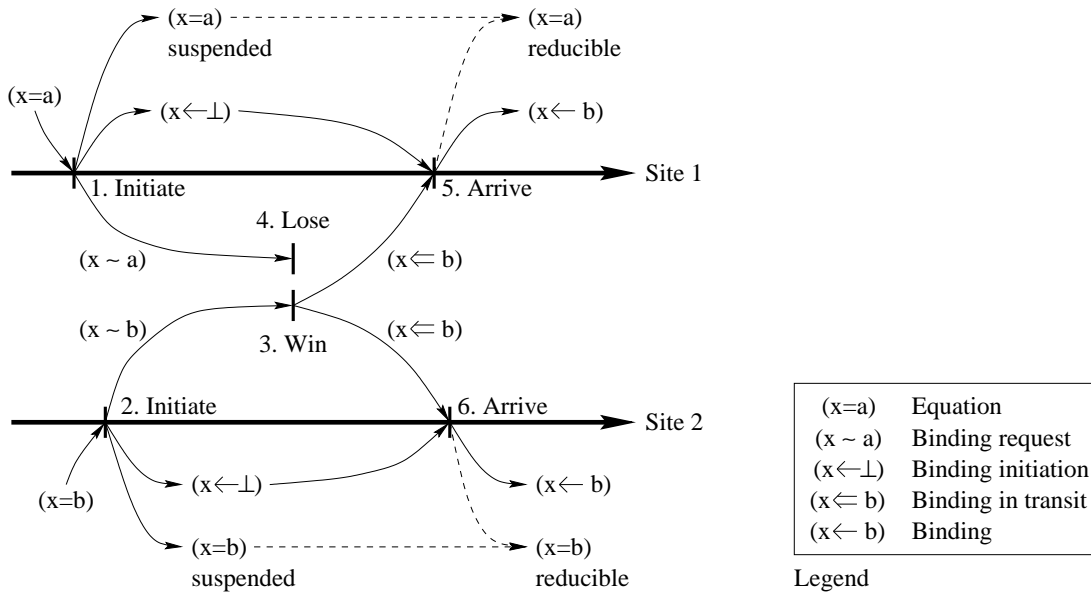 (x=a)
suspended
(x=a)
reducible
(x=a)
(x←⊥)
(x← b)
Site 1
1. Initiate
5. Arrive
4. Lose
(x ~ a)
(x⇐ b)
(x ~ b)
(x⇐ b)
3. Win
2. Initiate
6. Arrive
Site 2
(x=b)
(x←⊥)
(x← b)
(x=b)
suspended
(x=b)
reducible
(x=a) Equation
(x ~ a) Binding request
(x←⊥) Binding initiation
(x⇐ b) Binding in transit
(x← b) Binding
Legend